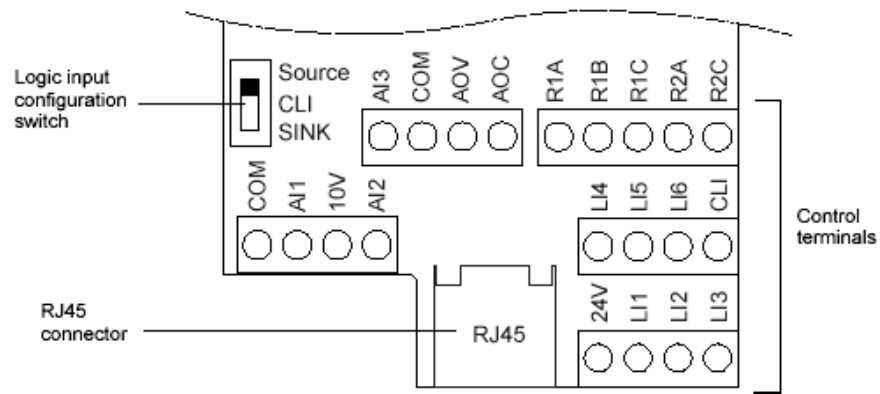 Logic input
configuration
switch
Source
CLI
SINK
AI3 COM AOV AOC
R1A R1B R1C R2A R2C
COM AI1 10V AI2
LI4 LI5 LI6 CLI
Control
terminals
24V LI1 LI2 LI3
RJ45
connector
RJ45